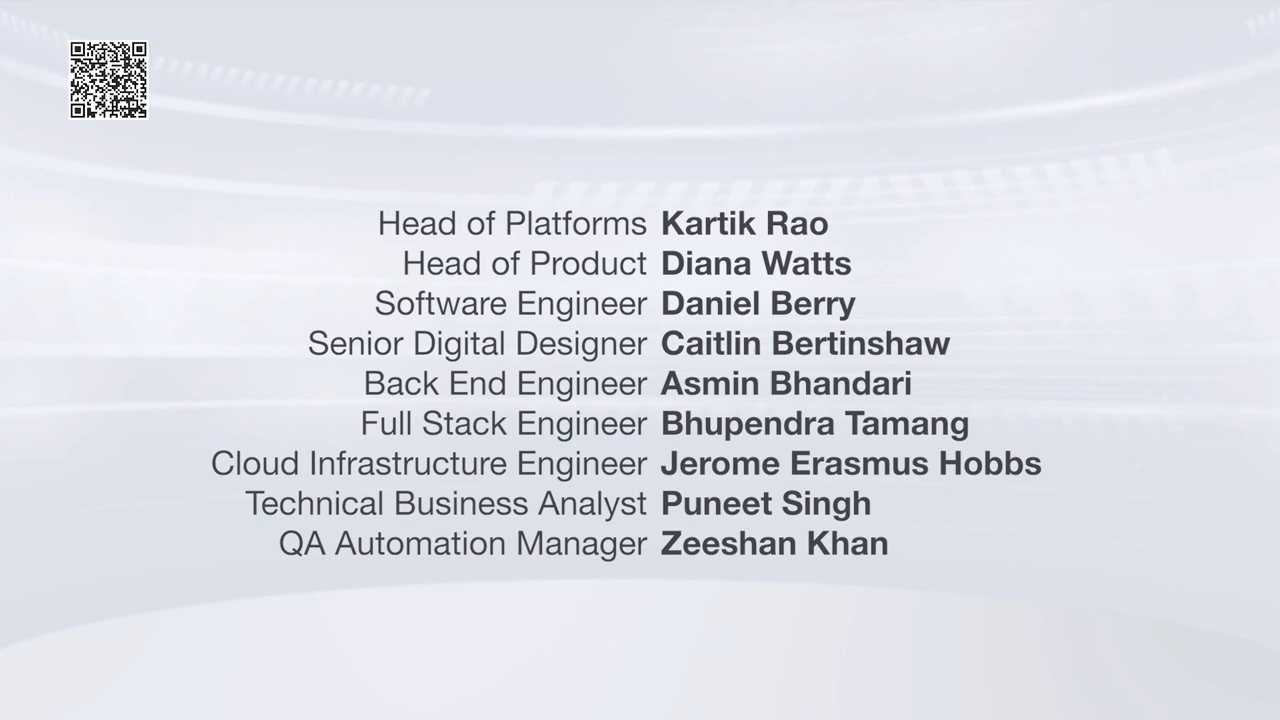 Head of Platforms Kartik Rao
Head of Product Diana Watts
Software Engineer Daniel Berry
Senior Digital Designer Caitlin Bertinshaw
Back End Engineer Asmin Bhandari
Full Stack Engineer Bhupendra Tamang
Cloud Infrastructure Engineer Jerome Erasmus Hobbs
Technical Business Analyst Puneet Singh
QA Automation Manager Zeeshan Khan